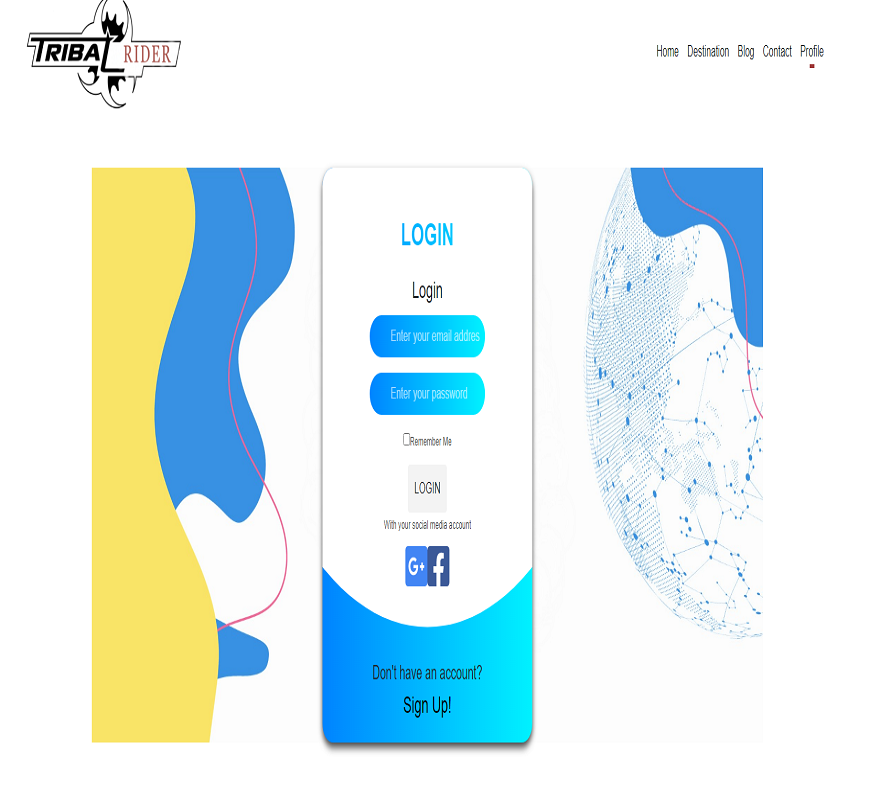 TRIBAL RIDER
Home Destination Blog Contact Profile
LOGIN
Login
Enter your email addres
Enter your password
Remember Me
LOGIN
With your social media account
G+ f
Don't have an account?
Sign Up!